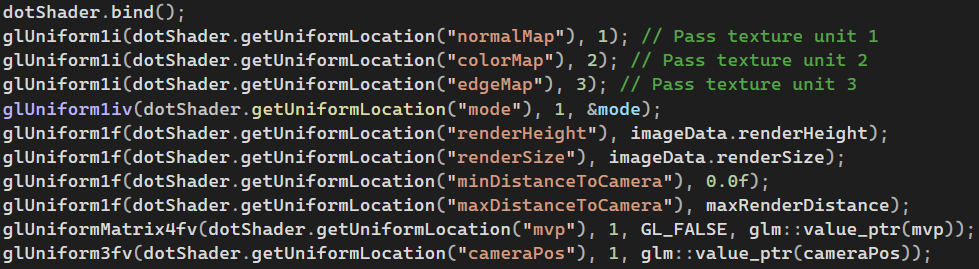 dotShader.bind();
glUniform1i(dotShader.getUniformLocation("normalMap"), 1); // Pass texture unit 1
glUniform1i(dotShader.getUniformLocation("colorMap"), 2); // Pass texture unit 2
glUniform1i(dotShader.getUniformLocation("edgeMap"), 3); // Pass texture unit 3
glUniform1iv(dotShader.getUniformLocation("mode"), 1, &mode);
glUniform1f(dotShader.getUniformLocation("renderHeight"), imageData.renderHeight);
glUniform1f(dotShader.getUniformLocation("renderSize"), imageData.renderSize);
glUniform1f(dotShader.getUniformLocation("minDistanceToCamera"), 0.0f);
glUniform1f(dotShader.getUniformLocation("maxDistanceToCamera"), maxRenderDistance);
glUniformMatrix4fv(dotShader.getUniformLocation("mvp"), 1, GL_FALSE, glm::value_ptr(mvp));
glUniform3fv(dotShader.getUniformLocation("cameraPos"), 1, glm::value_ptr(cameraPos));